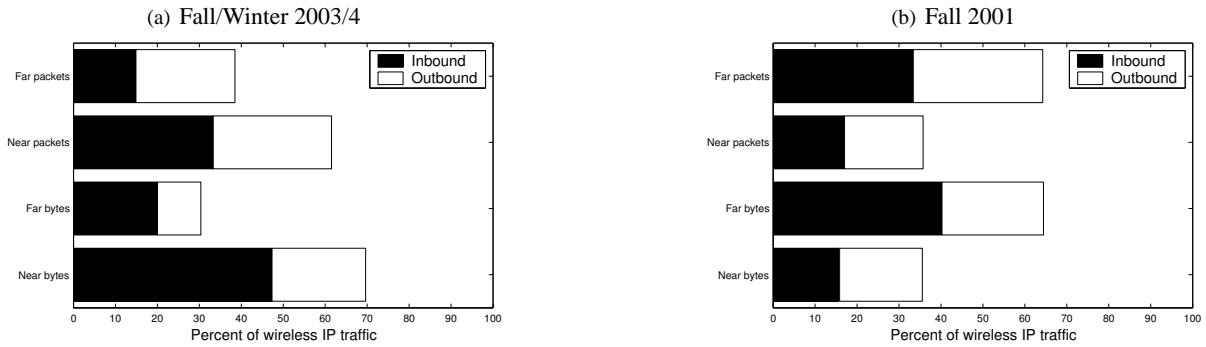 (a) Fall/Winter 2003/4
Far packets
Near packets
Far bytes
Near bytes
Inbound
Outbound
0 10 20 30 40 50 60 70 80 90 100
Percent of wireless IP traffic
(b) Fall 2001
Far packets
Near packets
Far bytes
Near bytes
Inbound
Outbound
0 10 20 30 40 50 60 70 80 90 100
Percent of wireless IP traffic